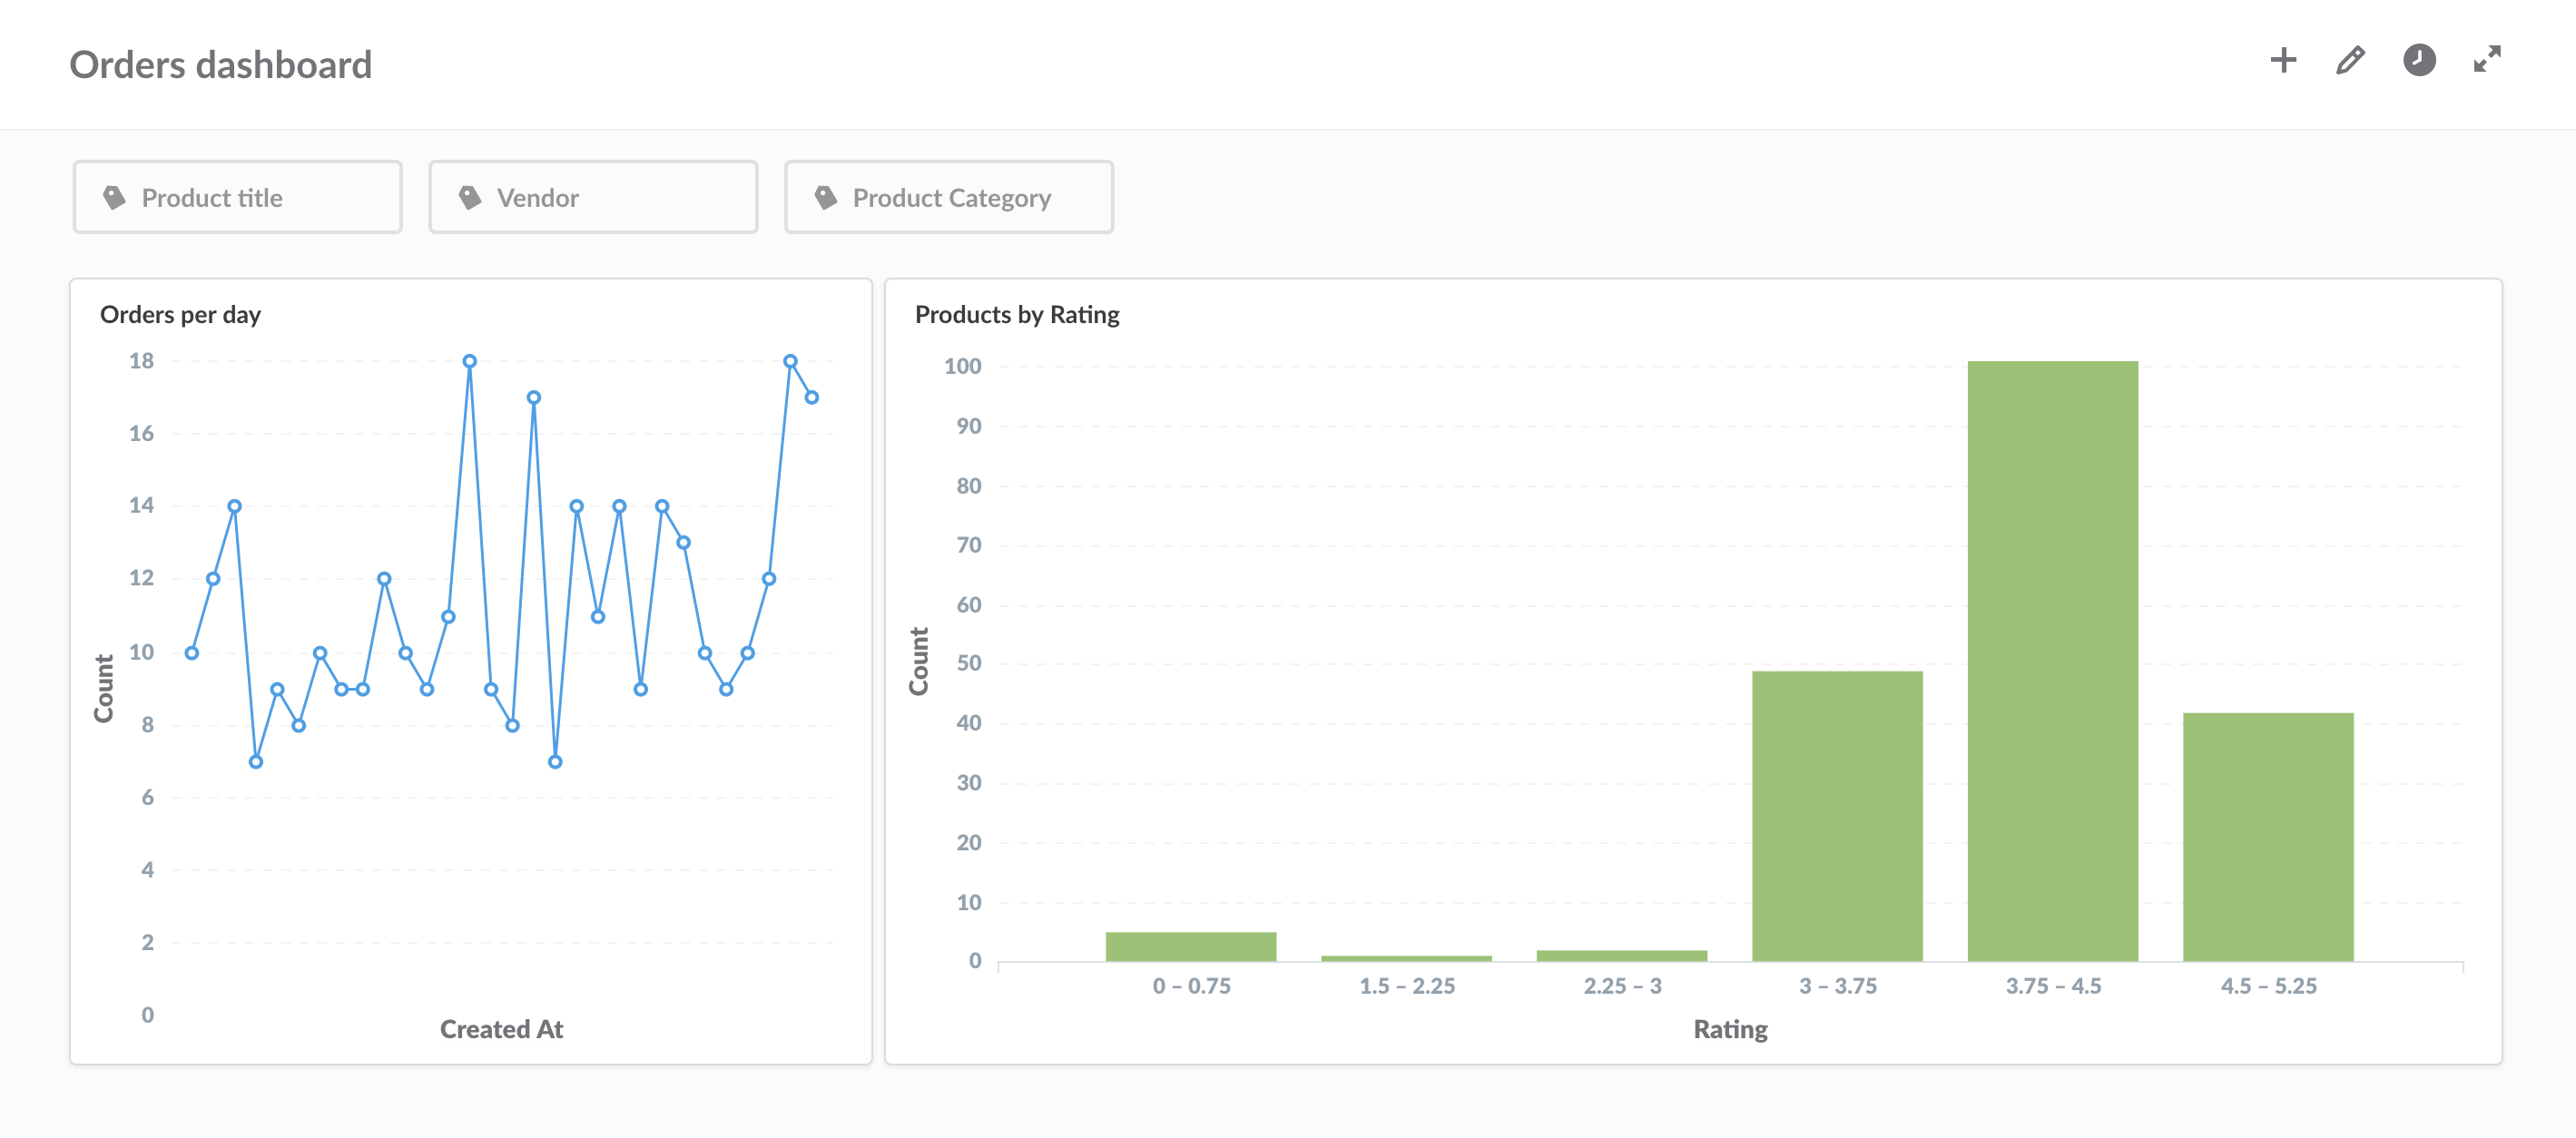 Orders dashboard
Product title
Vendor
Product Category
Orders per day
18
16
14
12
10
8
6
4
2
0
Count
Created At
Products by Rating
100
90
80
70
60
50
40
30
20
10
0
Count
0 – 0.75
1.5 – 2.25
2.25 – 3
3 – 3.75
3.75 – 4.5
4.5 – 5.25
Rating